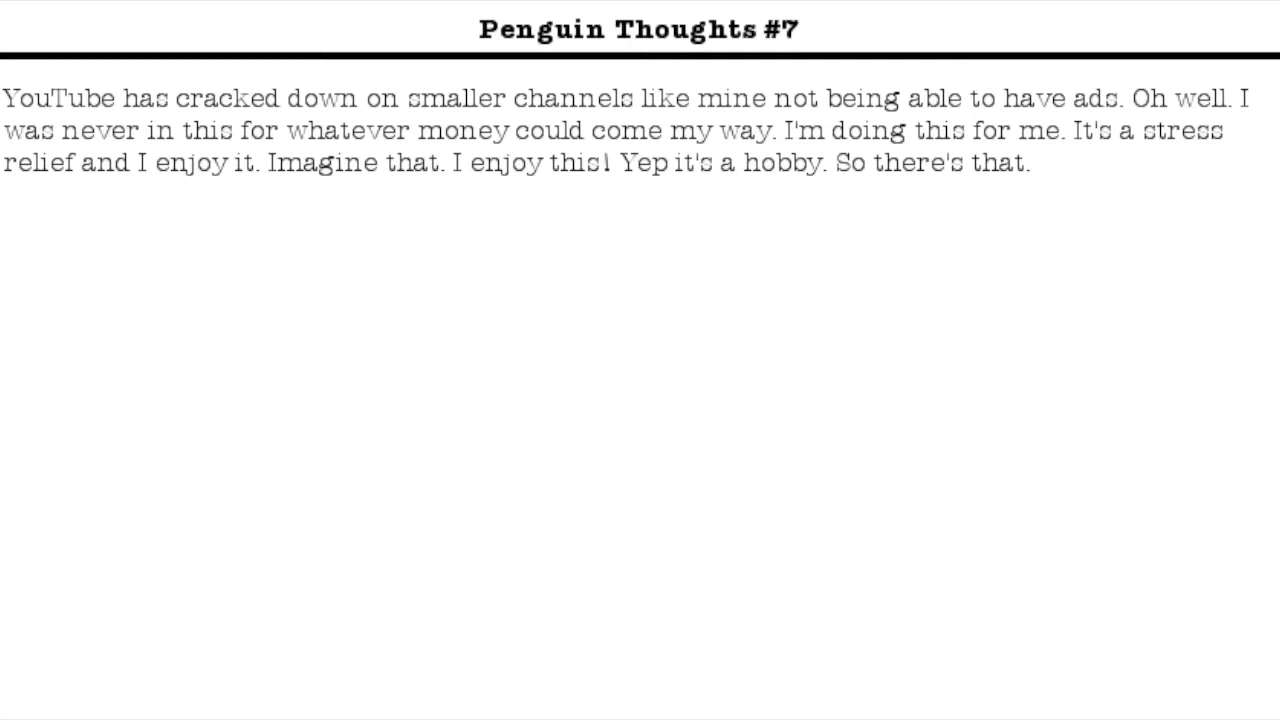 Penguin Thoughts #7
YouTube has cracked down on smaller channels like mine not being able to have ads. Oh well. I
was never in this for whatever money could come my way. I'm doing this for me. It's a stress
relief and I enjoy it. Imagine that. I enjoy this! Yep it's a hobby. So there's that.